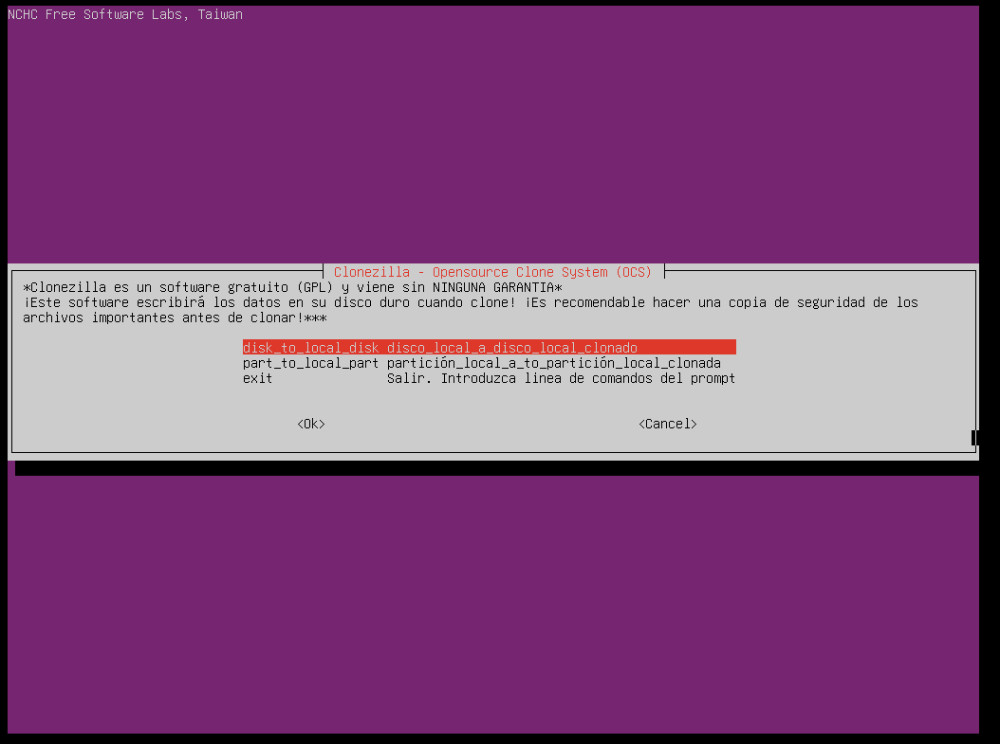 NCHC Free Software Labs, Taiwan
Clonezilla - Opensource Clone System (OCS)
*Clonezilla es un software gratuito (GPL) y viene sin NINGUNA GARANTIA*
¡Este software escribirá los datos en su disco duro cuando clone! ¡Es recomendable hacer una copia de seguridad de los
archivos importantes antes de clonar!***
disk_to_local_disk disco_local_a_disco_local_clonado
part_to_local_part partición_local_a_to_partición_local_clonada
exit Salir. Introduzca linea de comandos del prompt
<Ok> <Cancel>